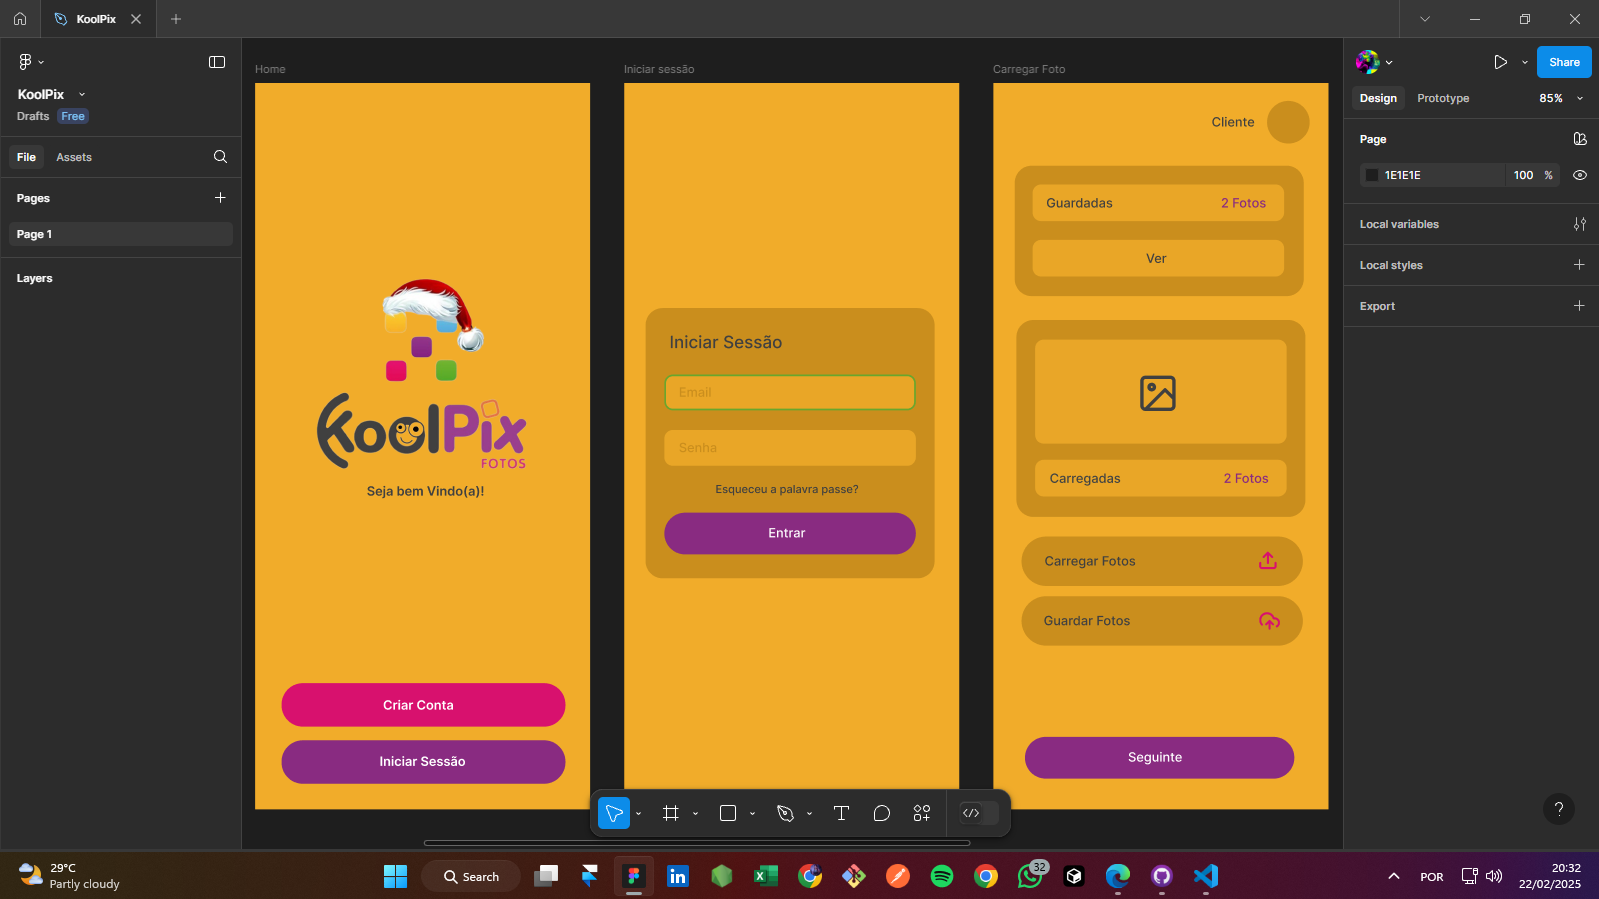 KoolPix
KoolPix
Drafts
Free
File
Assets
Pages
Page 1
Layers
Home
KoolPix
FOTOS
Seja bem Vindo(a)!
Criar Conta
Iniciar Sessão
Iniciar sessão
Iniciar Sessão
Email
Senha
Esqueceu a palavra passe?
Entrar
Carregar Foto
Cliente
Guardadas
2 Fotos
Ver
Carregadas
2 Fotos
Carregar Fotos
Guardar Fotos
Seguinte
Share
Design
Prototype
85%
Page
1E1E1E
100
%
Local variables
Local styles
Export
?
29°C
Partly cloudy
Search
32
POR
20:32
22/02/2025